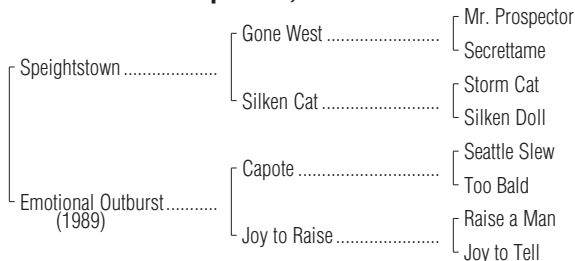 Mr. Prospector
Gone West ........................
Secrettame
Speightstown ....................
Storm Cat
Silken Cat .........................
Silken Doll
Seattle Slew
Capote ..............................
Too Bald
Emotional Outburst ...........
(1989)
Raise a Man
Joy to Raise ......................
Joy to Tell